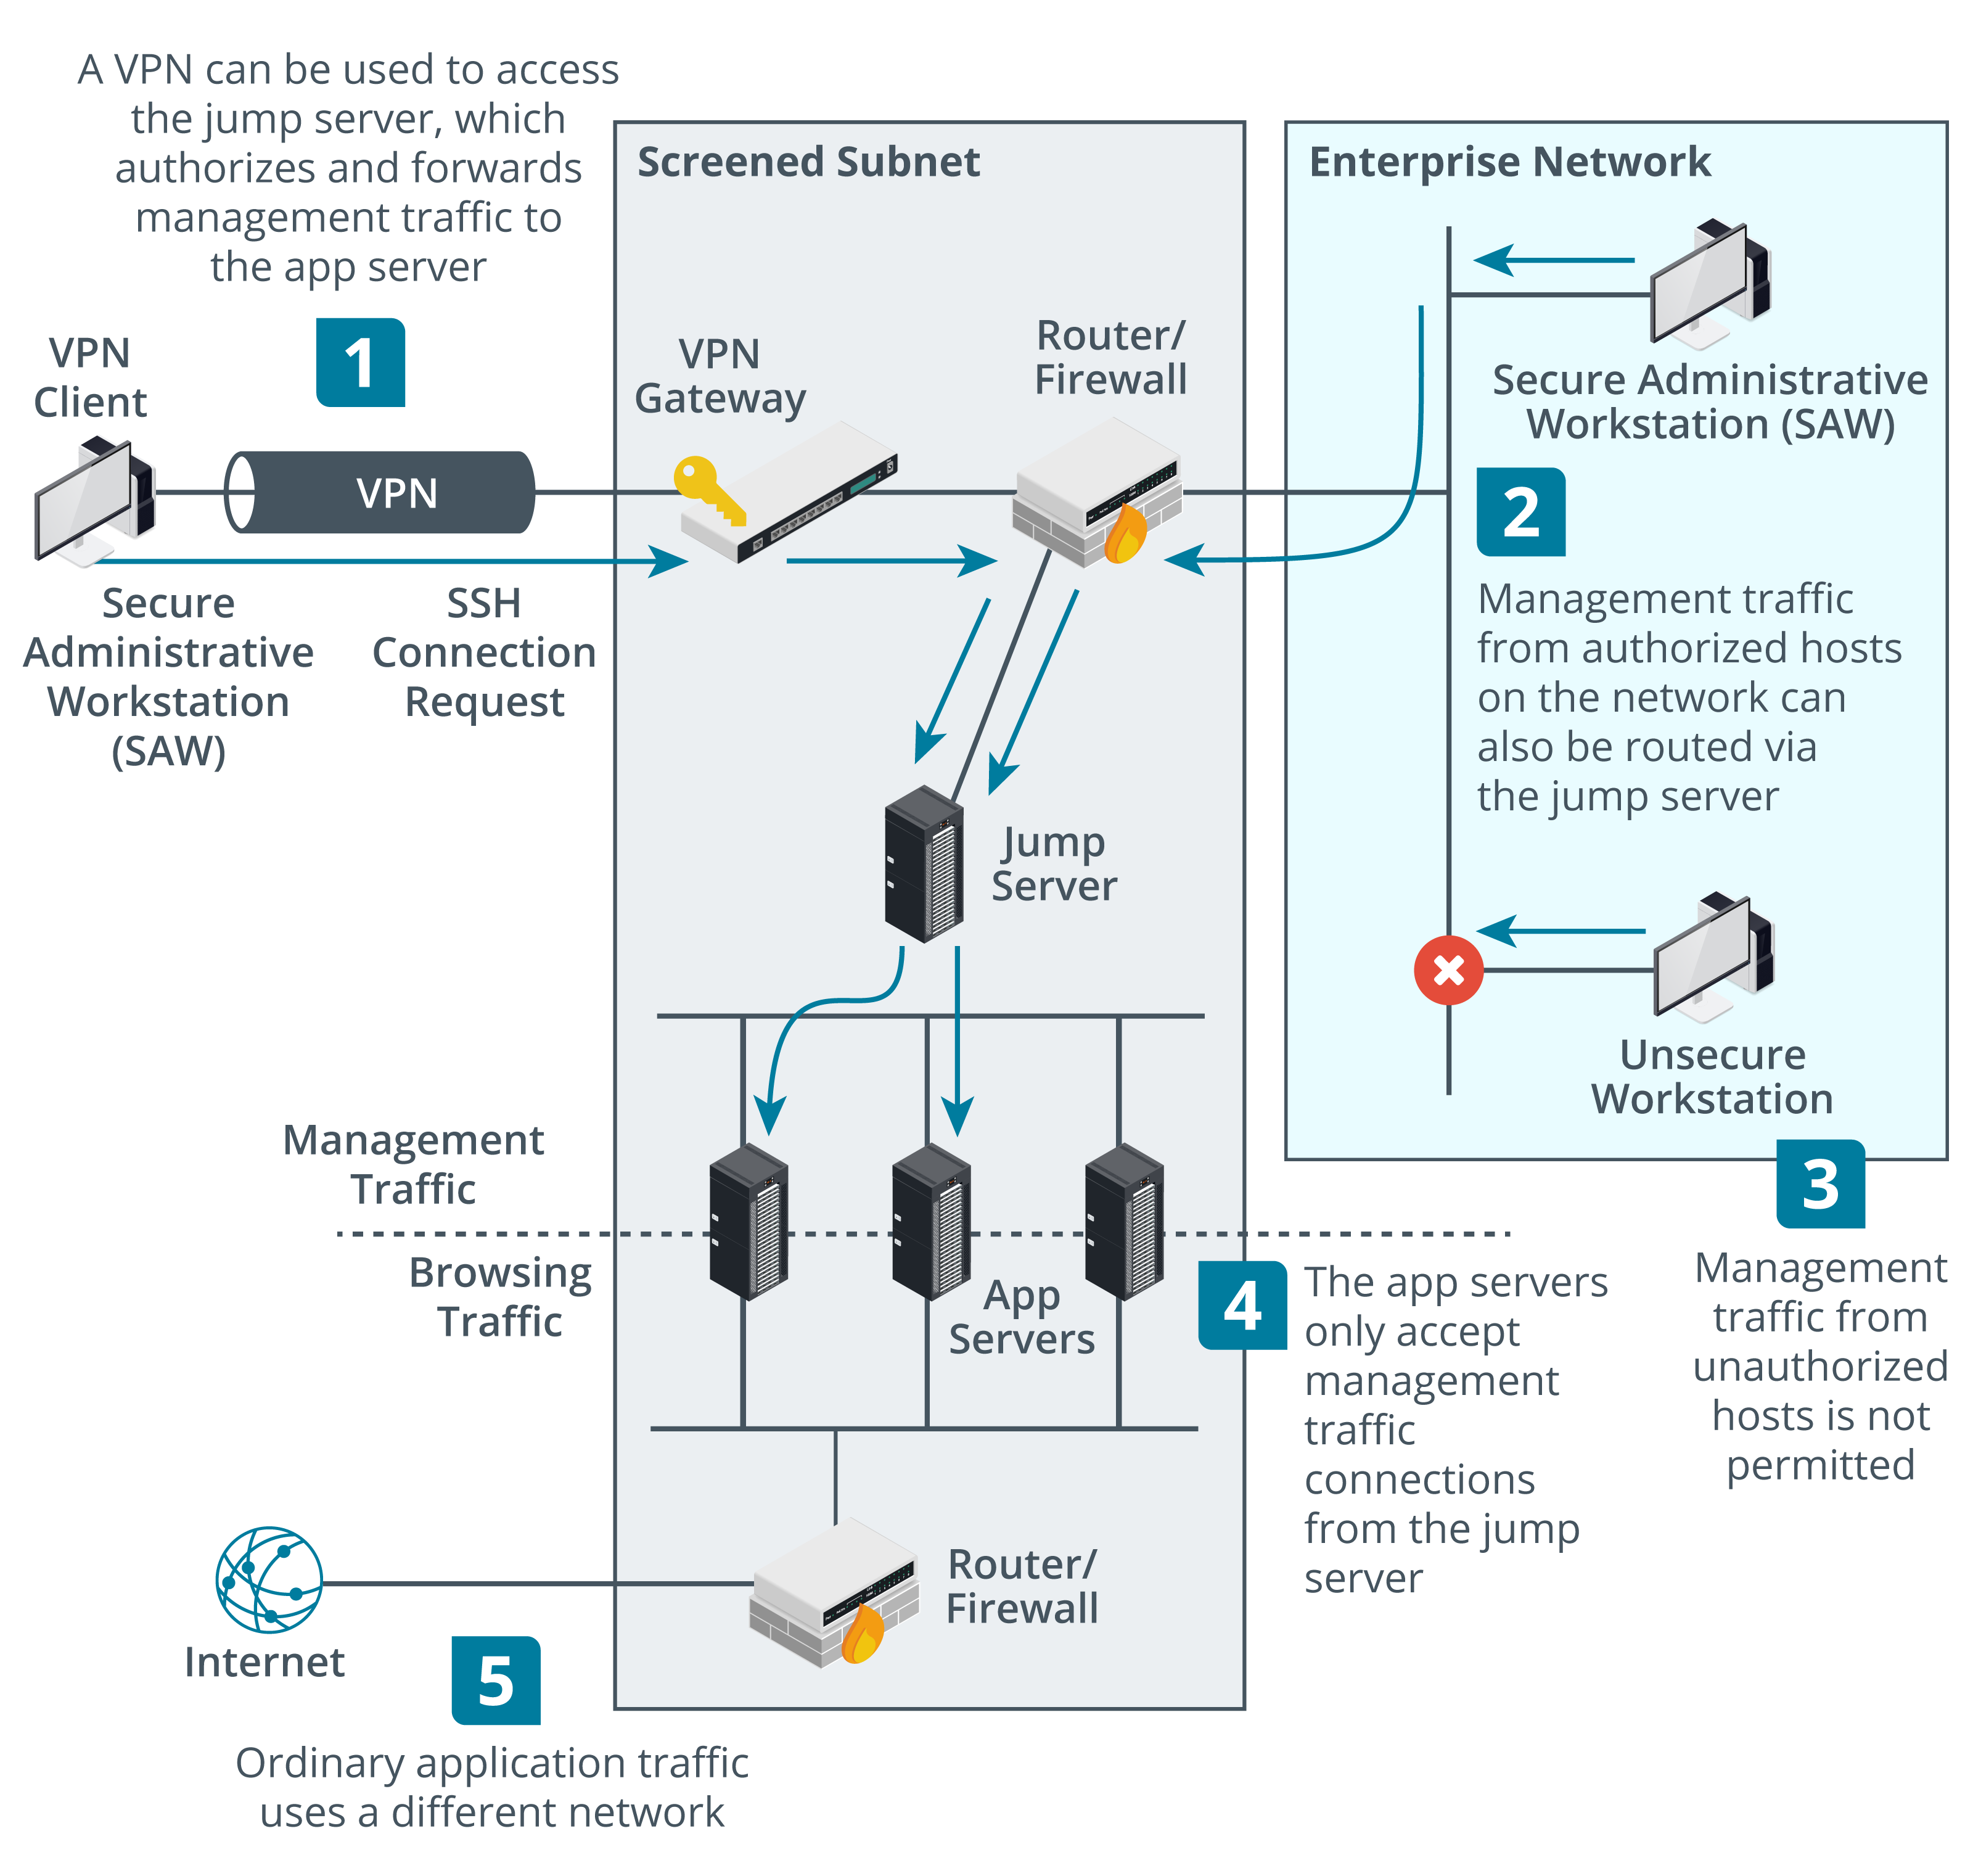 A VPN can be used to access
the jump server, which
authorizes and forwards
management traffic to
the app server
1
VPN
Client
VPN
Secure
Administrative
Workstation
(SAW)
SSH
Connection
Request
Screened Subnet
VPN
Gateway
Router/
Firewall
Jump
Server
Enterprise Network
Secure Administrative
Workstation (SAW)
2
Management traffic
from authorized hosts
on the network can
also be routed via
the jump server
Unsecure
Workstation
3
Management
traffic from
unauthorized
hosts is not
permitted
Management
Traffic
Browsing
Traffic
App
Servers
4
The app servers
only accept
management
traffic
connections
from the jump
server
Router/
Firewall
Internet
5
Ordinary application traffic
uses a different network